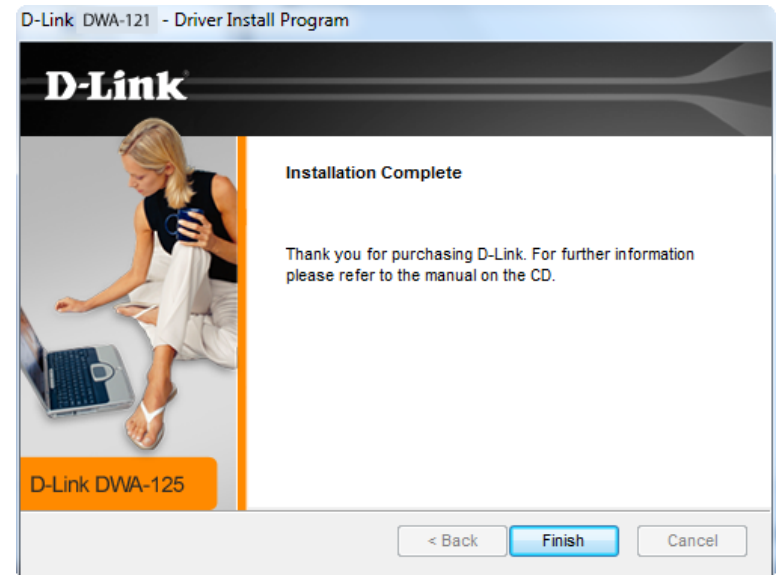 D-Link DWA-121 - Driver Install Program
D-Link
Installation Complete
Thank you for purchasing D-Link. For further information
please refer to the manual on the CD.
D-Link DWA-125
< Back Finish Cancel